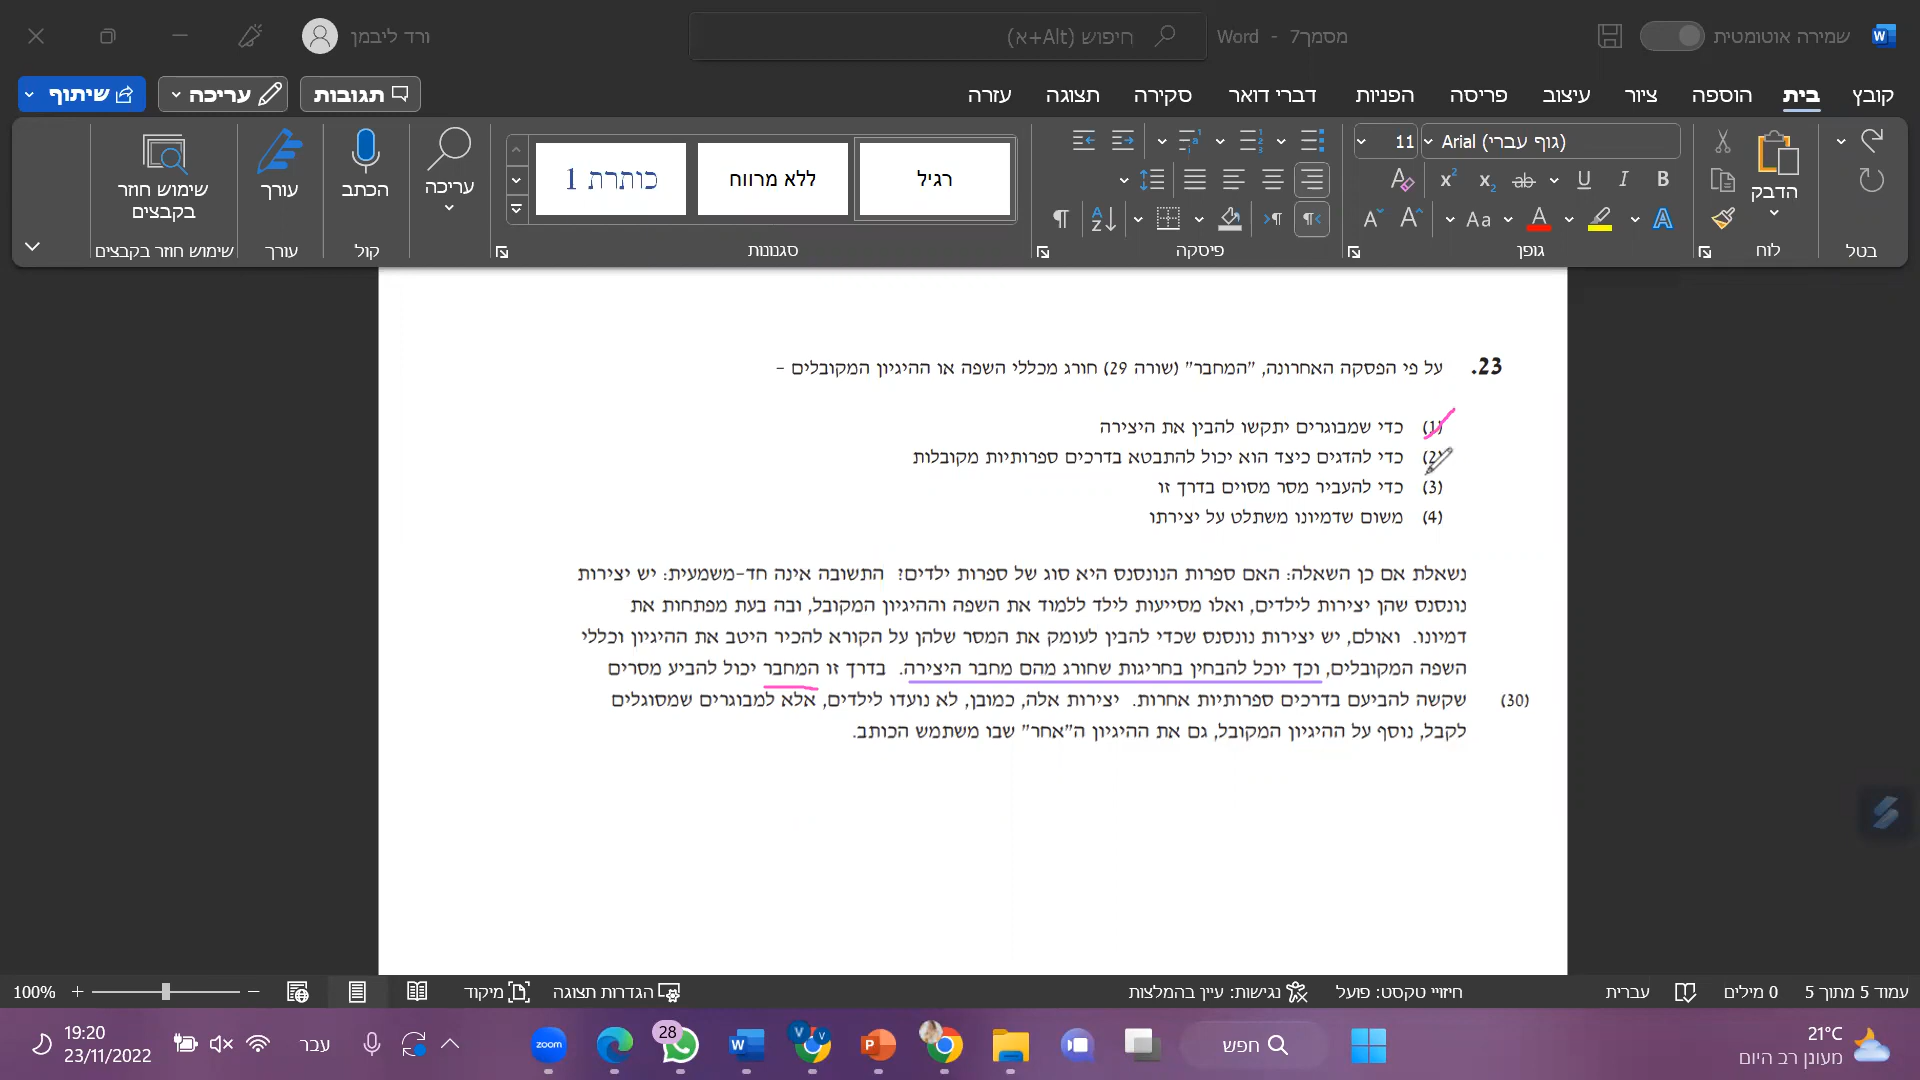 שמירה אוטומטית
מסמך7 - Word
חיפוש (Alt+א)
ורד ליבמן
קובץ בית הוספה ציור עיצוב פריסה הפניות דברי דואר סקירה תצוגה עזרה
תגובות עריכה שיתוף
הדבק
Arial (גוף עברי) 11
B I U ab x₂ x²
A Aa A A
רגיל
ללא מרווח
כותרת 1
עריכה
הכתב
עורך
שימוש חוזר
בקבצים
בטל לוח גופן פיסקה סגנונות קול עורך שימוש חוזר בקבצים
23. על פי הפסקה האחרונה, "המחבר" (שורה 29) חורג מכללי השפה או ההיגיון המקובלים –
(1) כדי שמבוגרים יתקשו להבין את היצירה
(2) כדי להדגים כיצד הוא יכול להתבטא בדרכים ספרותיות מקובלות
(3) כדי להעביר מסר מסוים בדרך זו
(4) משום שדמיונו משתלט על יצירתו
נשאלת אם כן השאלה: האם ספרות הנונסנס היא סוג של ספרות ילדים? התשובה אינה חד-משמעית: יש יצירות
נונסנס שהן יצירות לילדים, ואלו מסייעות לילד ללמוד את השפה וההיגיון המקובל, ובה בעת מפתחות את
דמיונו. ואולם, יש יצירות נונסנס שכדי להבין לעומק את המסר שלהן על הקורא להכיר היטב את ההיגיון וכללי
השפה המקובלים, וכך יוכל להבחין בחריגות שחורג מהם מחבר היצירה. בדרך זו המחבר יכול להביע מסרים
(30) שקשה להביעם בדרכים ספרותיות אחרות. יצירות אלה, כמובן, לא נועדו לילדים, אלא למבוגרים שמסוגלים
לקבל, נוסף על ההיגיון המקובל, גם את ההיגיון ה"אחר" שבו משתמש הכותב.
עמוד 5 מתוך 5 0 מילים עברית חיזויי טקסט: פועל נגישות: עיין בהמלצות הגדרות תצוגה מיקוד 100%
21°C
מעונן רב היום
חפש
zoom
28
V V
עבר
19:20
23/11/2022